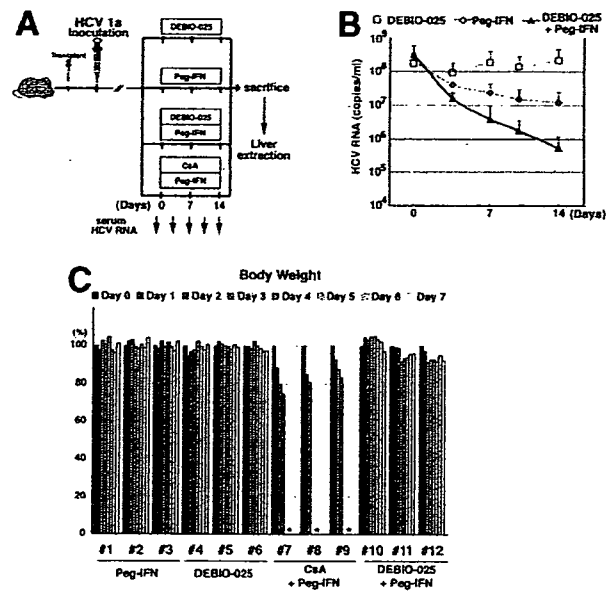 A
HCV 1a
Inoculation
Transplant
DEBIO-025
Peg-IFN
sacrifice
DEBIO-025
Peg-IFN
Liver
extraction
CsA
Peg-IFN
(Days) 0 7 14
serum
HCV RNA
B
DEBIO-025 Peg-IFN DEBIO-025
+ Peg-IFN
HCV RNA (copies/ml)
10⁹
10⁸
10⁷
10⁶
10⁵
10⁴
0 7 14 (Days)
C
Body Weight
Day 0 Day 1 Day 2 Day 3 Day 4 Day 5 Day 6 Day 7
(%)
100
80
60
40
20
0
* * *
#1 #2 #3 #4 #5 #6 #7 #8 #9 #10 #11 #12
Peg-IFN DEBIO-025 CsA DEBIO-025
+ Peg-IFN + Peg-IFN